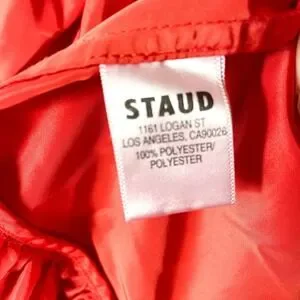 STAUD
1161 LOGAN ST
LOS ANGELES, CA90026
100% POLYESTER/
POLYESTER